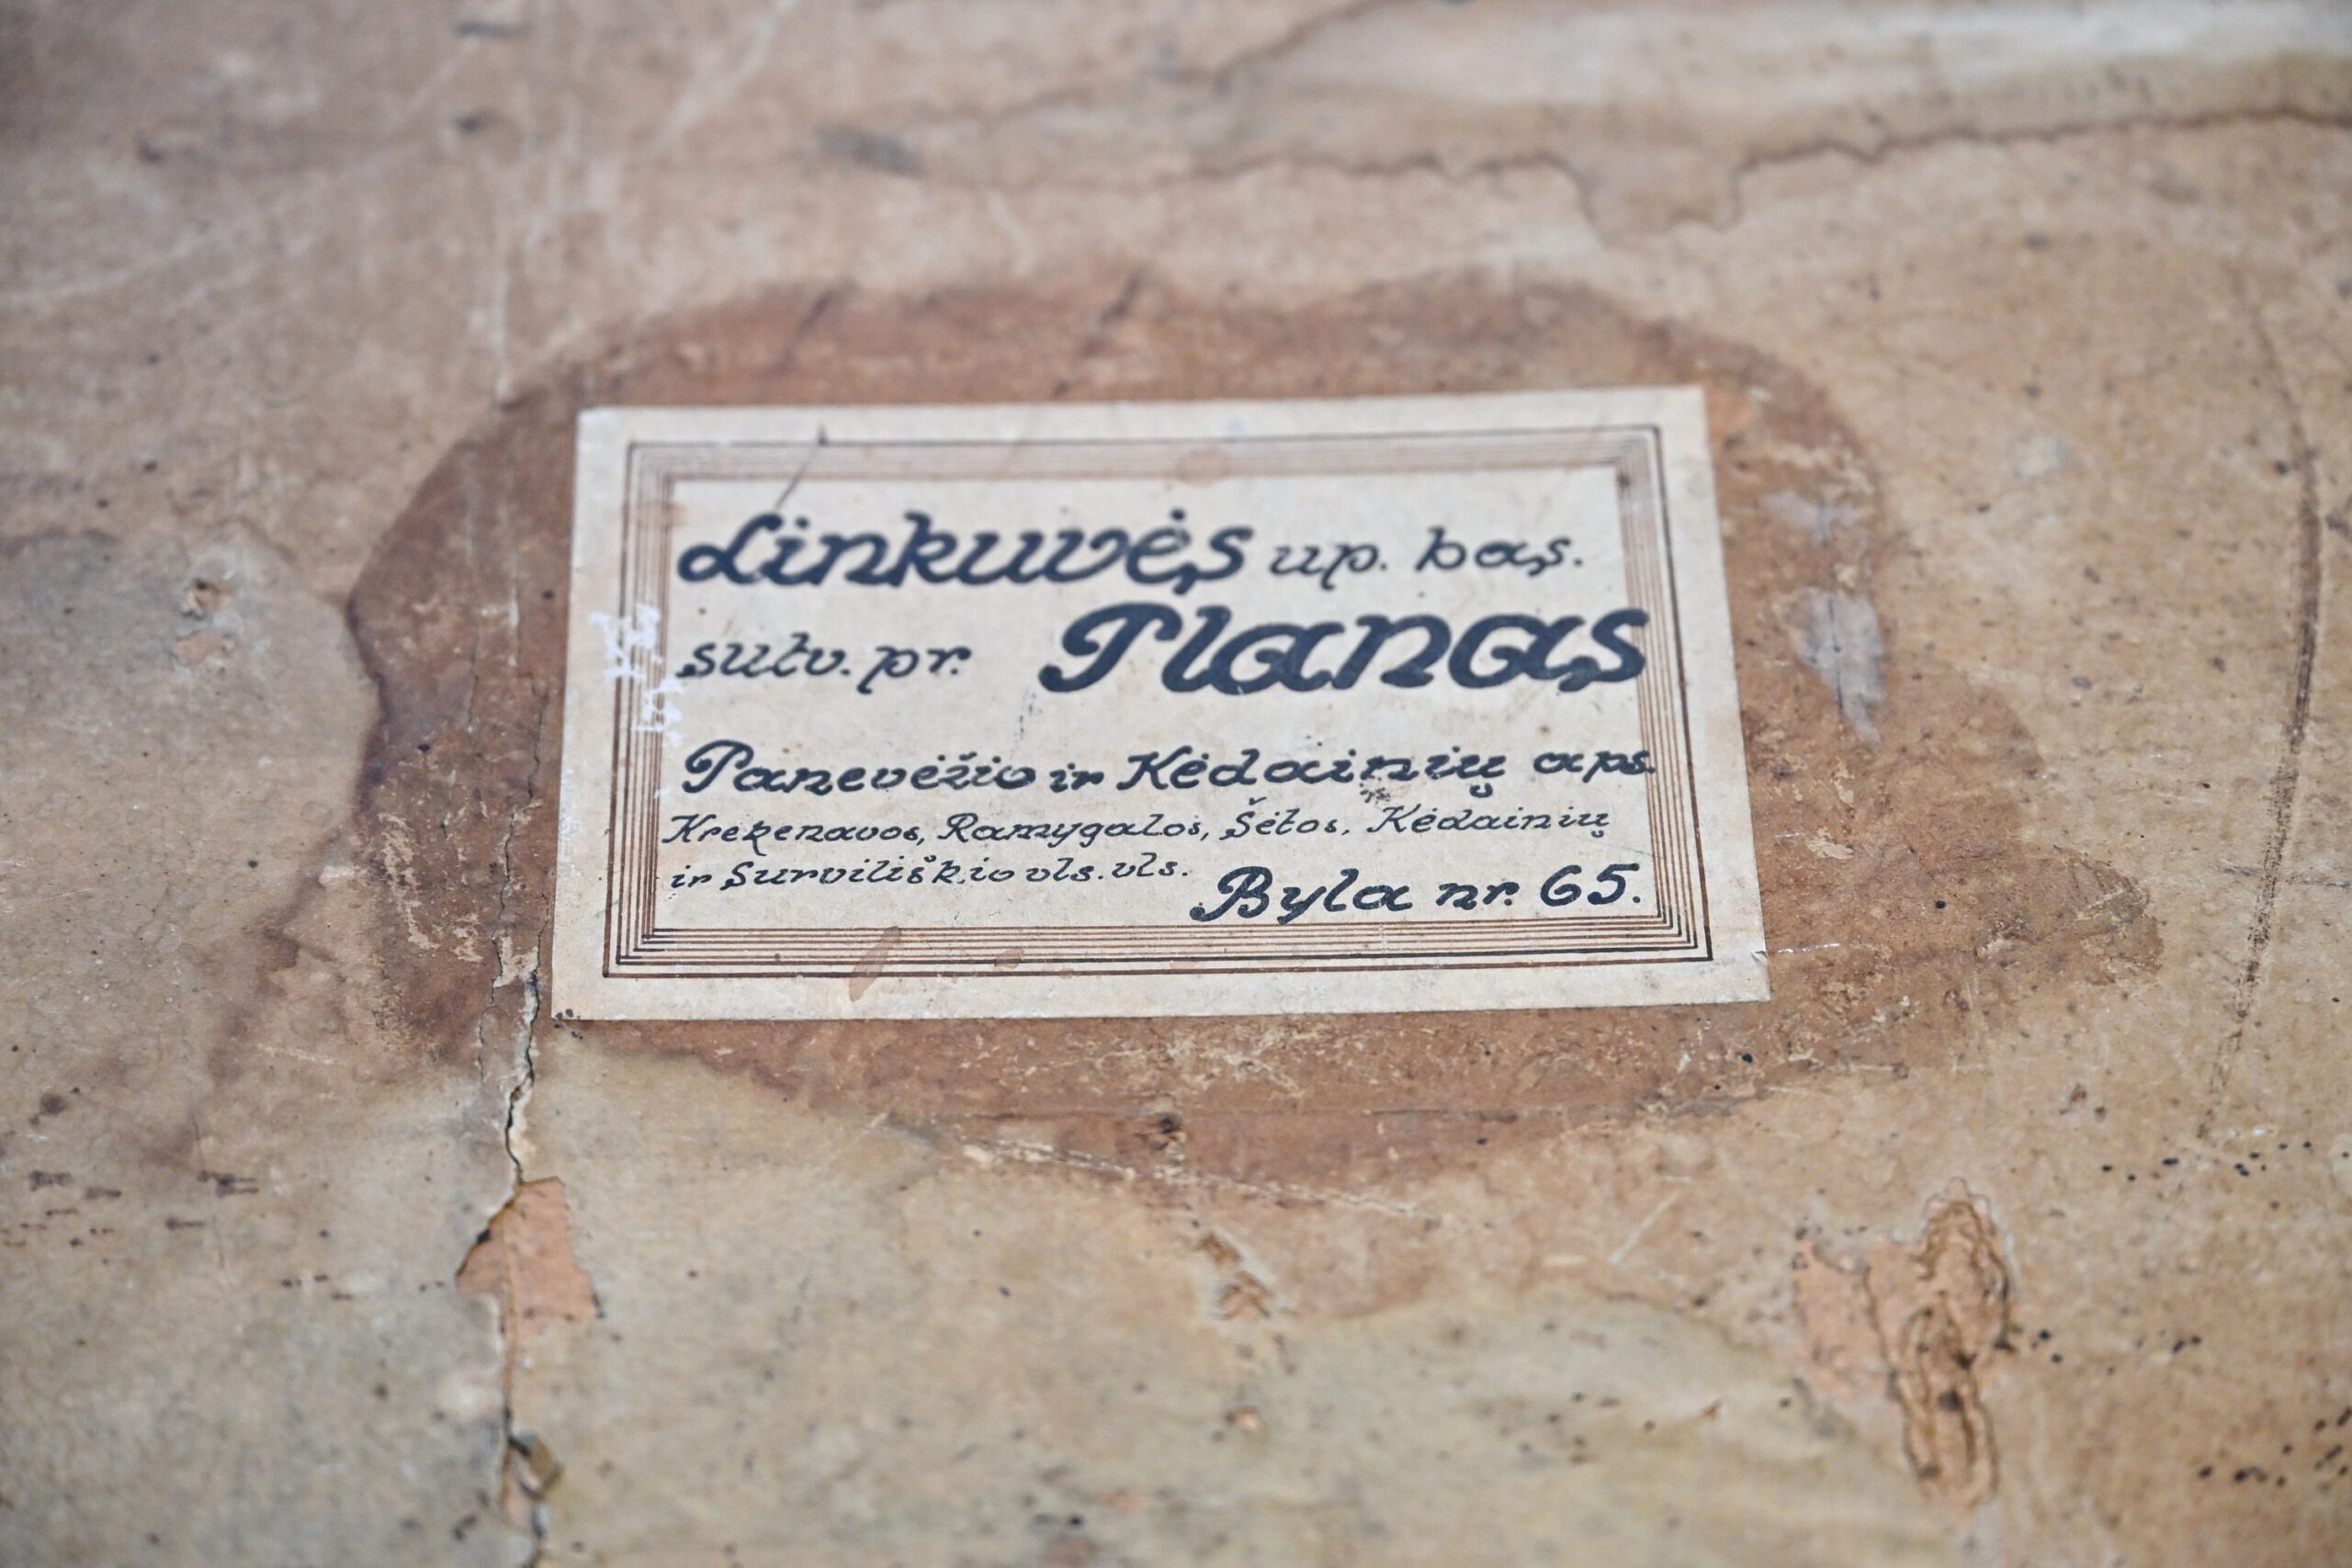 Linkuvės up. bas.
sutv. pr. Planas
Panevėžio ir Kėdainių aps.
Krekenavos, Ramygalos, Šėtos, Kėdainių
ir Surviliškio vls. vls.
Byla nr. 65.